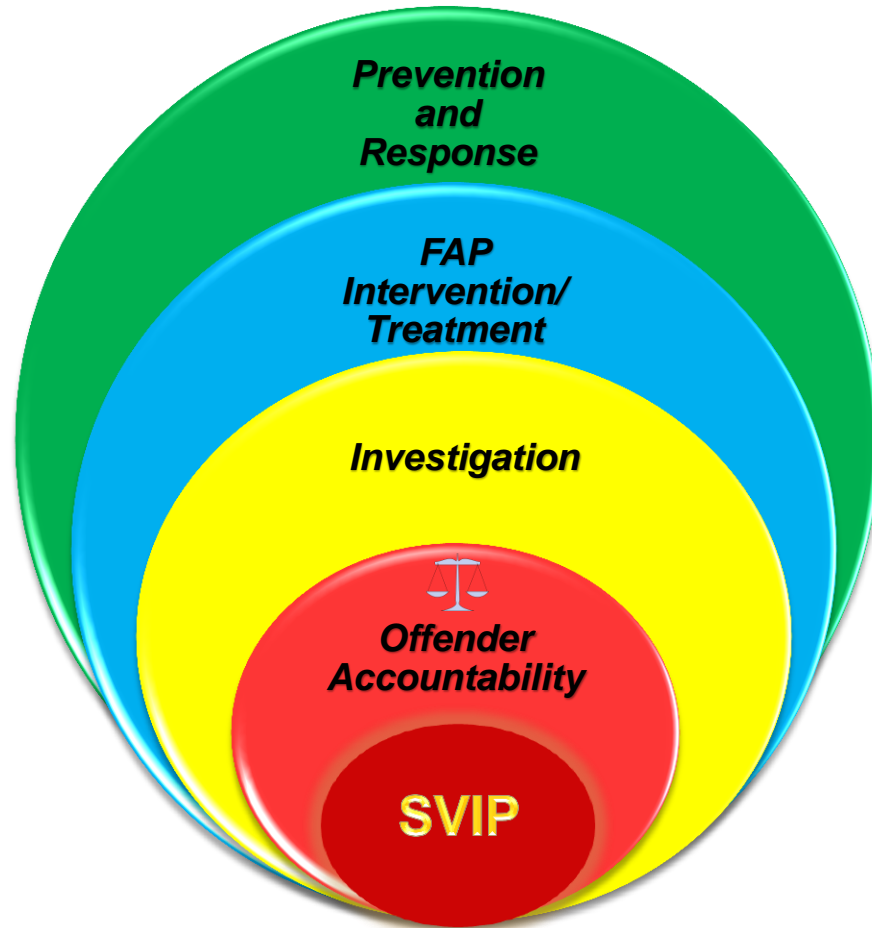 Prevention
and
Response
FAP
Intervention/
Treatment
Investigation
Offender
Accountability
SVIP